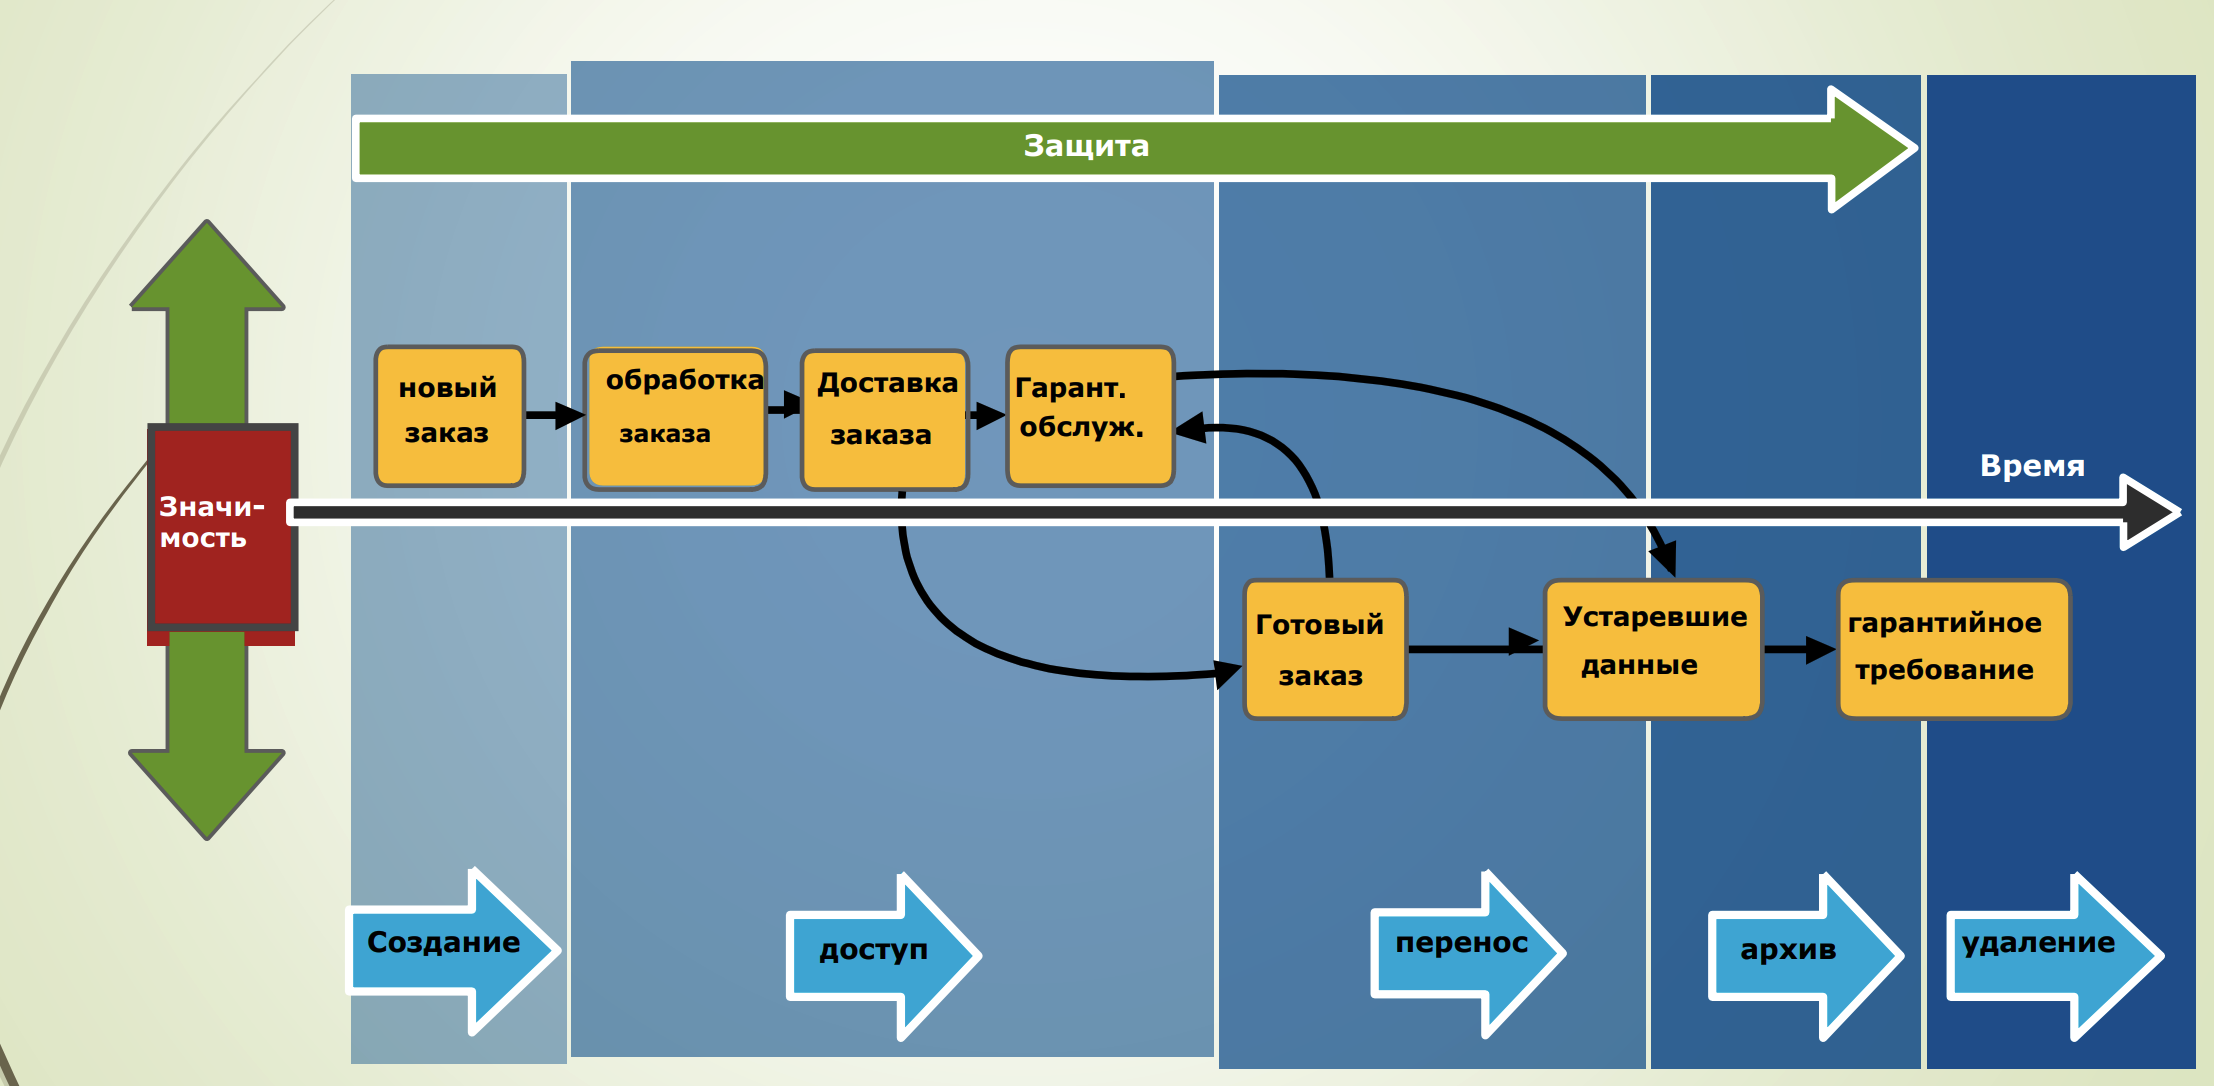 Защита
новый
заказ
обработка
заказа
Доставка
заказа
Гарант.
обслуж.
Время
Значи-
мость
Готовый
заказ
Устаревшие
данные
гарантийное
требование
Создание
доступ
перенос
архив
удаление